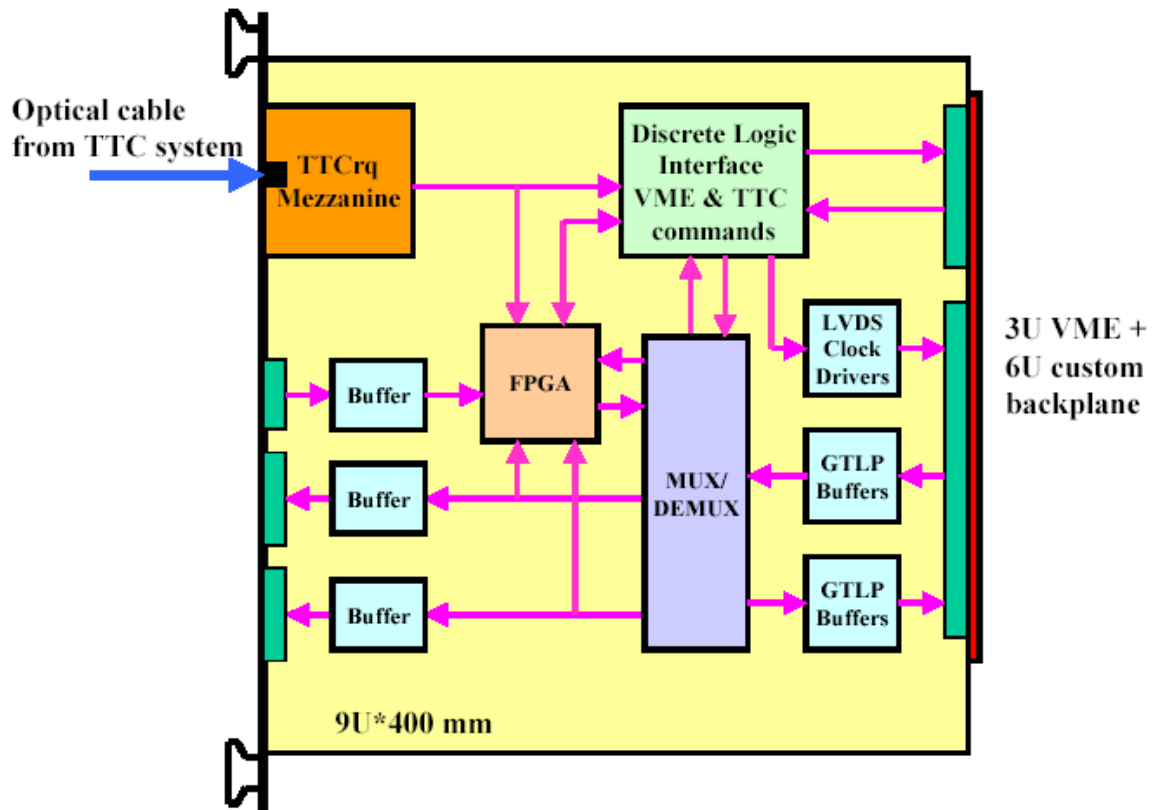 Optical cable
from TTC system
TTCrq
Mezzanine
Discrete Logic
Interface
VME & TTC
commands
LVDS
Clock
Drivers
3U VME +
6U custom
backplane
FPGA
Buffer
MUX/
DEMUX
GTLP
Buffers
Buffer
GTLP
Buffers
Buffer
9U*400 mm